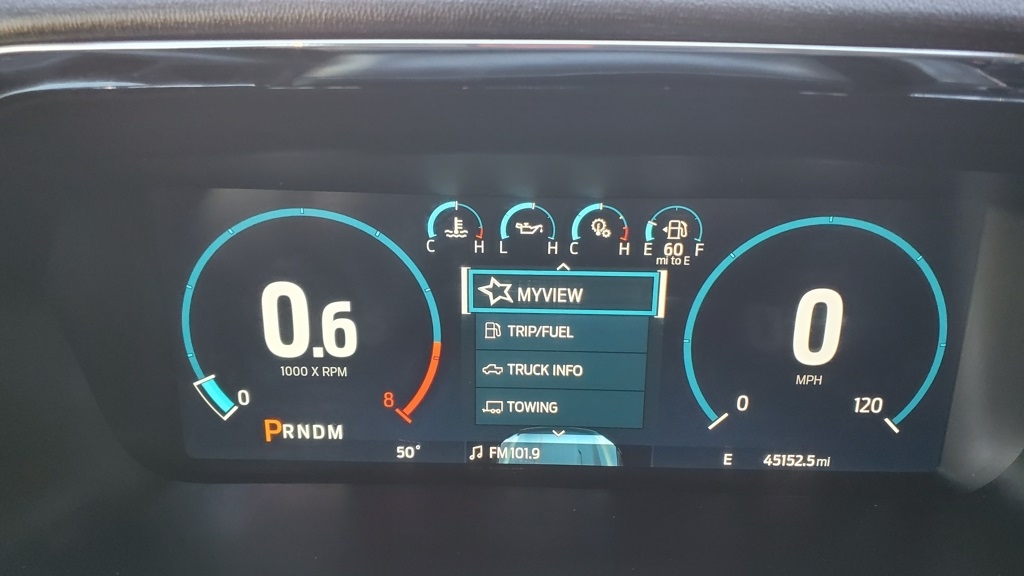 C H
L H
C H
E 60 F
mi to E
MYVIEW
TRIP/FUEL
TRUCK INFO
TOWING
0.6
1000 X RPM
0
8
PRNDM
50°
FM 101.9
0
MPH
0
120
E
45152.5 mi